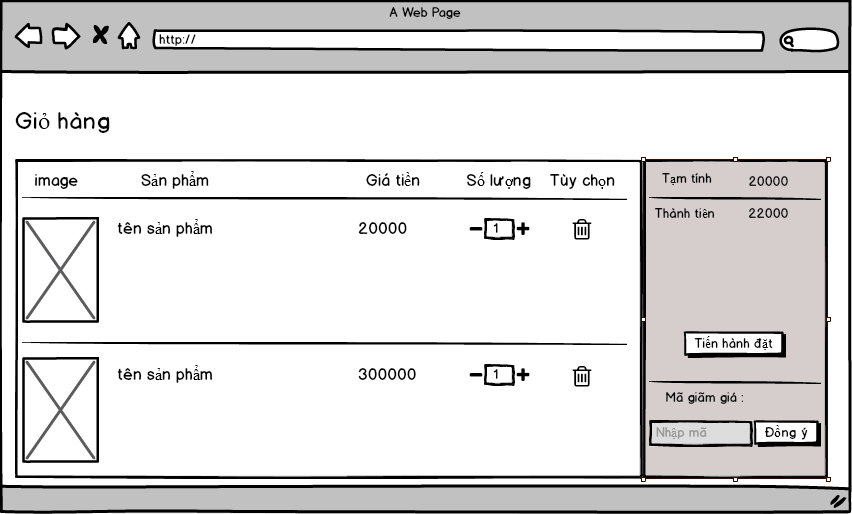 A Web Page
http://
Giỏ hàng
image Sản phẩm Giá tiền Số lượng Tùy chọn
tên sản phẩm 20000 1
tên sản phẩm 300000 1
Tạm tính 20000
Thành tiền 22000
Tiến hành đặt
Mã giãm giá :
Nhập mã Đồng ý